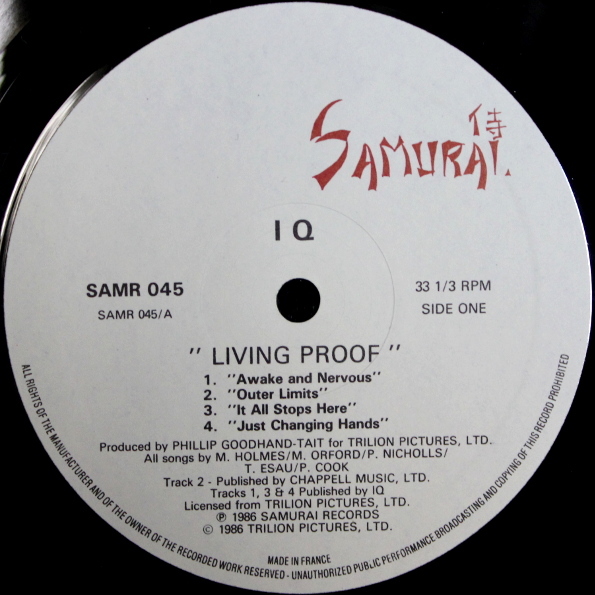 侍
SAMURAI.
I Q
SAMR 045
SAMR 045/A
33 1/3 RPM
SIDE ONE
" LIVING PROOF "
1. "Awake and Nervous"
2. "Outer Limits"
3. "It All Stops Here"
4. "Just Changing Hands"
Produced by PHILLIP GOODHAND-TAIT for TRILION PICTURES, LTD.
All songs by M. HOLMES/M. ORFORD/P. NICHOLLS/
T. ESAU/P. COOK
Track 2 - Published by CHAPPELL MUSIC, LTD.
Tracks 1, 3 & 4 Published by IQ
Licensed from TRILION PICTURES, LTD.
℗ 1986 SAMURAI RECORDS
© 1986 TRILION PICTURES, LTD.
MADE IN FRANCE
ALL RIGHTS OF THE MANUFACTURER AND OF THE OWNER OF THE RECORDED WORK RESERVED - UNAUTHORIZED PUBLIC PERFORMANCE BROADCASTING AND COPYING OF THIS RECORD PROHIBITED